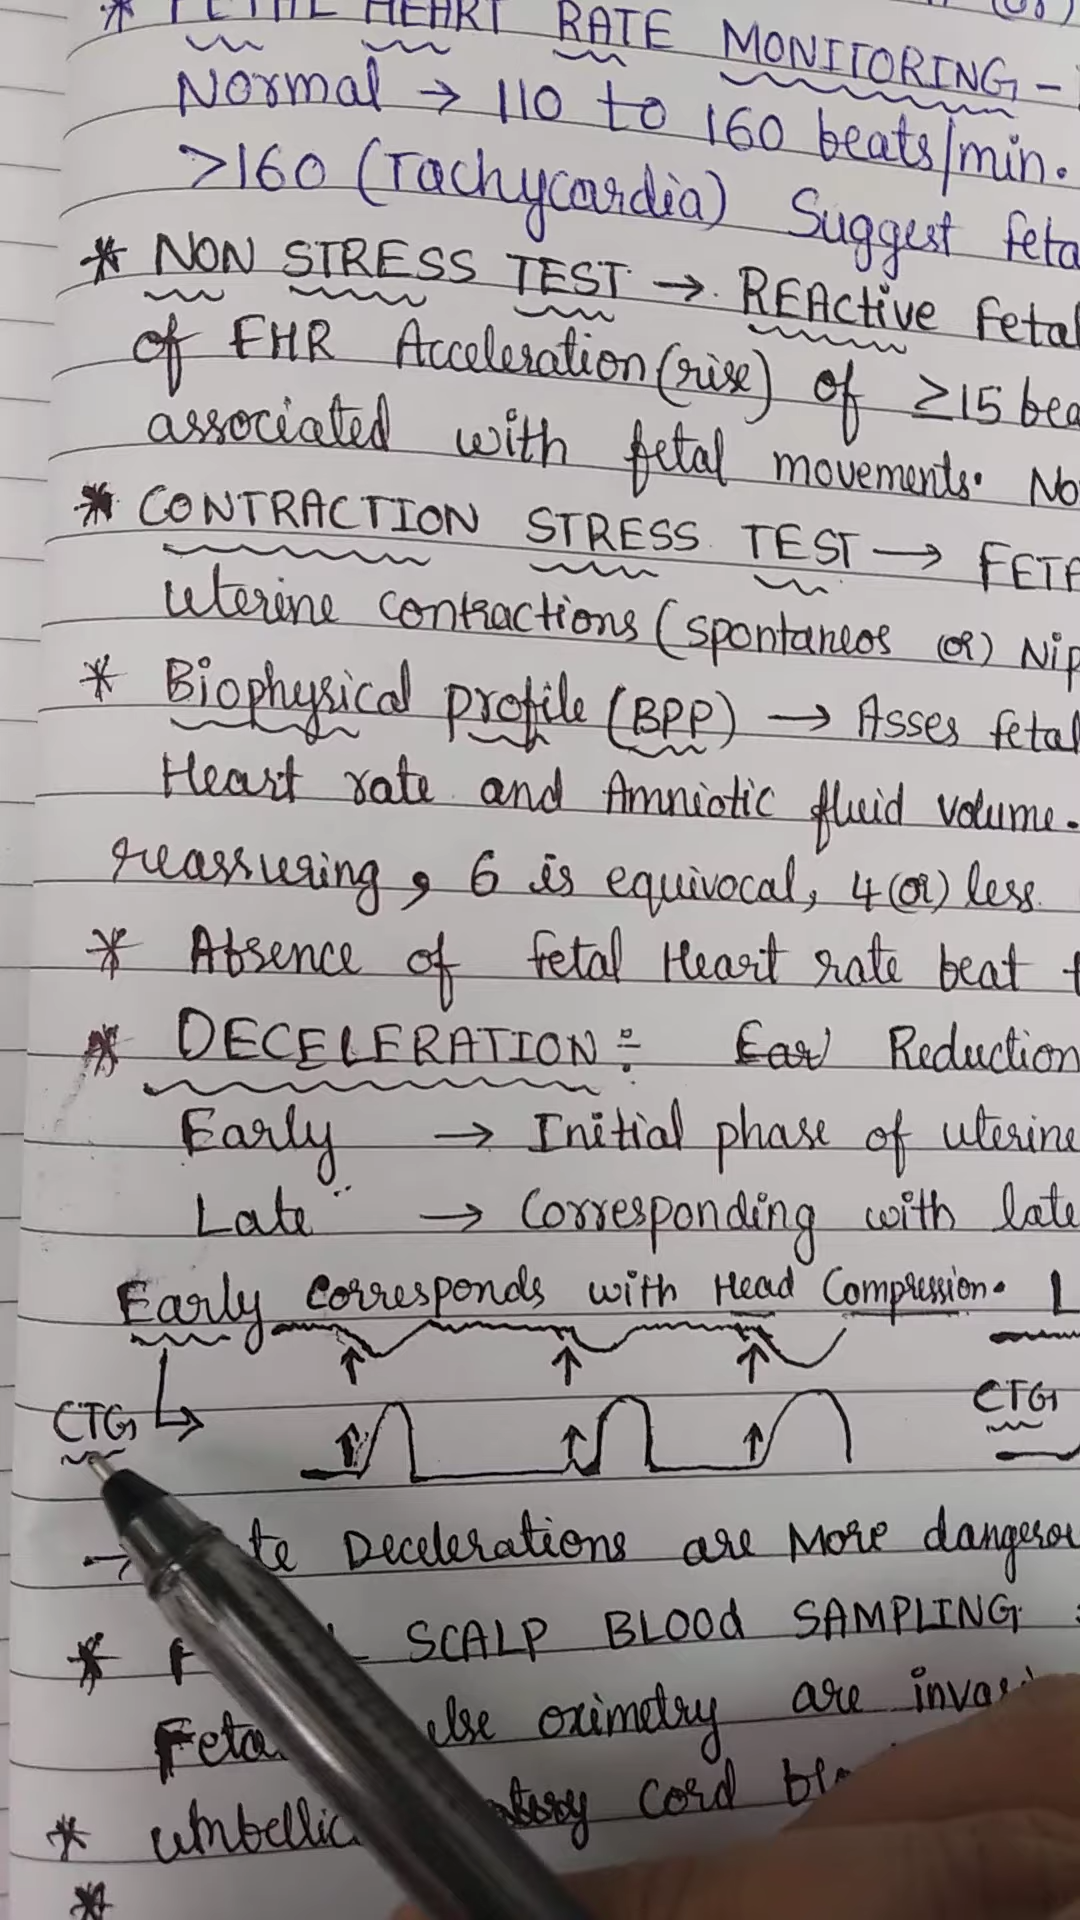 * FETAL HEART RATE MONITORING -
Normal → 110 to 160 beats/min.
>160 (Tachycardia) Suggest feta
* NON STRESS TEST → REActive Fetal
of FHR Acceleration (rise) of ≥15 bea
associated with fetal movements. No
* CONTRACTION STRESS TEST → FETA
uterine contractions (spontaneos (or) Nip
* Biophysical profile (BPP) → Asses fetal
Heart rate and Amniotic fluid volume.
reassuring, 6 is equivocal, 4 (or) less
* Absence of fetal Heart rate beat t
* DECELERATION:- Ear Reduction
Early → Initial phase of uterine
Late → Corresponding with late
Early Corresponds with Head Compression. L
CTG
CTG
→ te Decelerations are More dangerou
* SCALP BLOOD SAMPLING
Feta lse oximetry are invasi
* umbellic tery cord blo
*